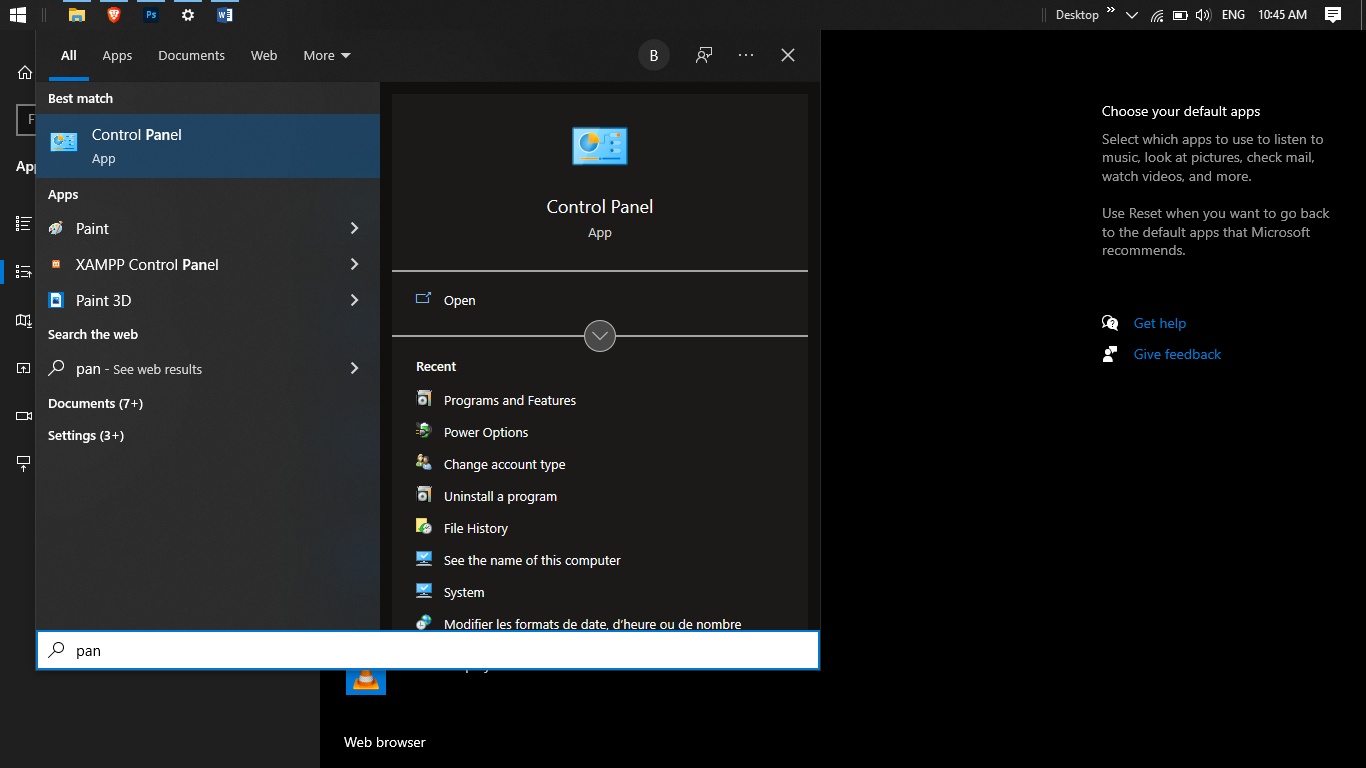 Desktop
ENG
10:45 AM
All
Apps
Documents
Web
More
B
Best match
Control Panel
App
Apps
Paint
XAMPP Control Panel
Paint 3D
Search the web
pan - See web results
Documents (7+)
Settings (3+)
Control Panel
App
Open
Recent
Programs and Features
Power Options
Change account type
Uninstall a program
File History
See the name of this computer
System
Modifier les formats de date, d'heure ou de nombre
pan
Web browser
Choose your default apps
Select which apps to use to listen to
music, look at pictures, check mail,
watch videos, and more.
Use Reset when you want to go back
to the default apps that Microsoft
recommends.
Get help
Give feedback